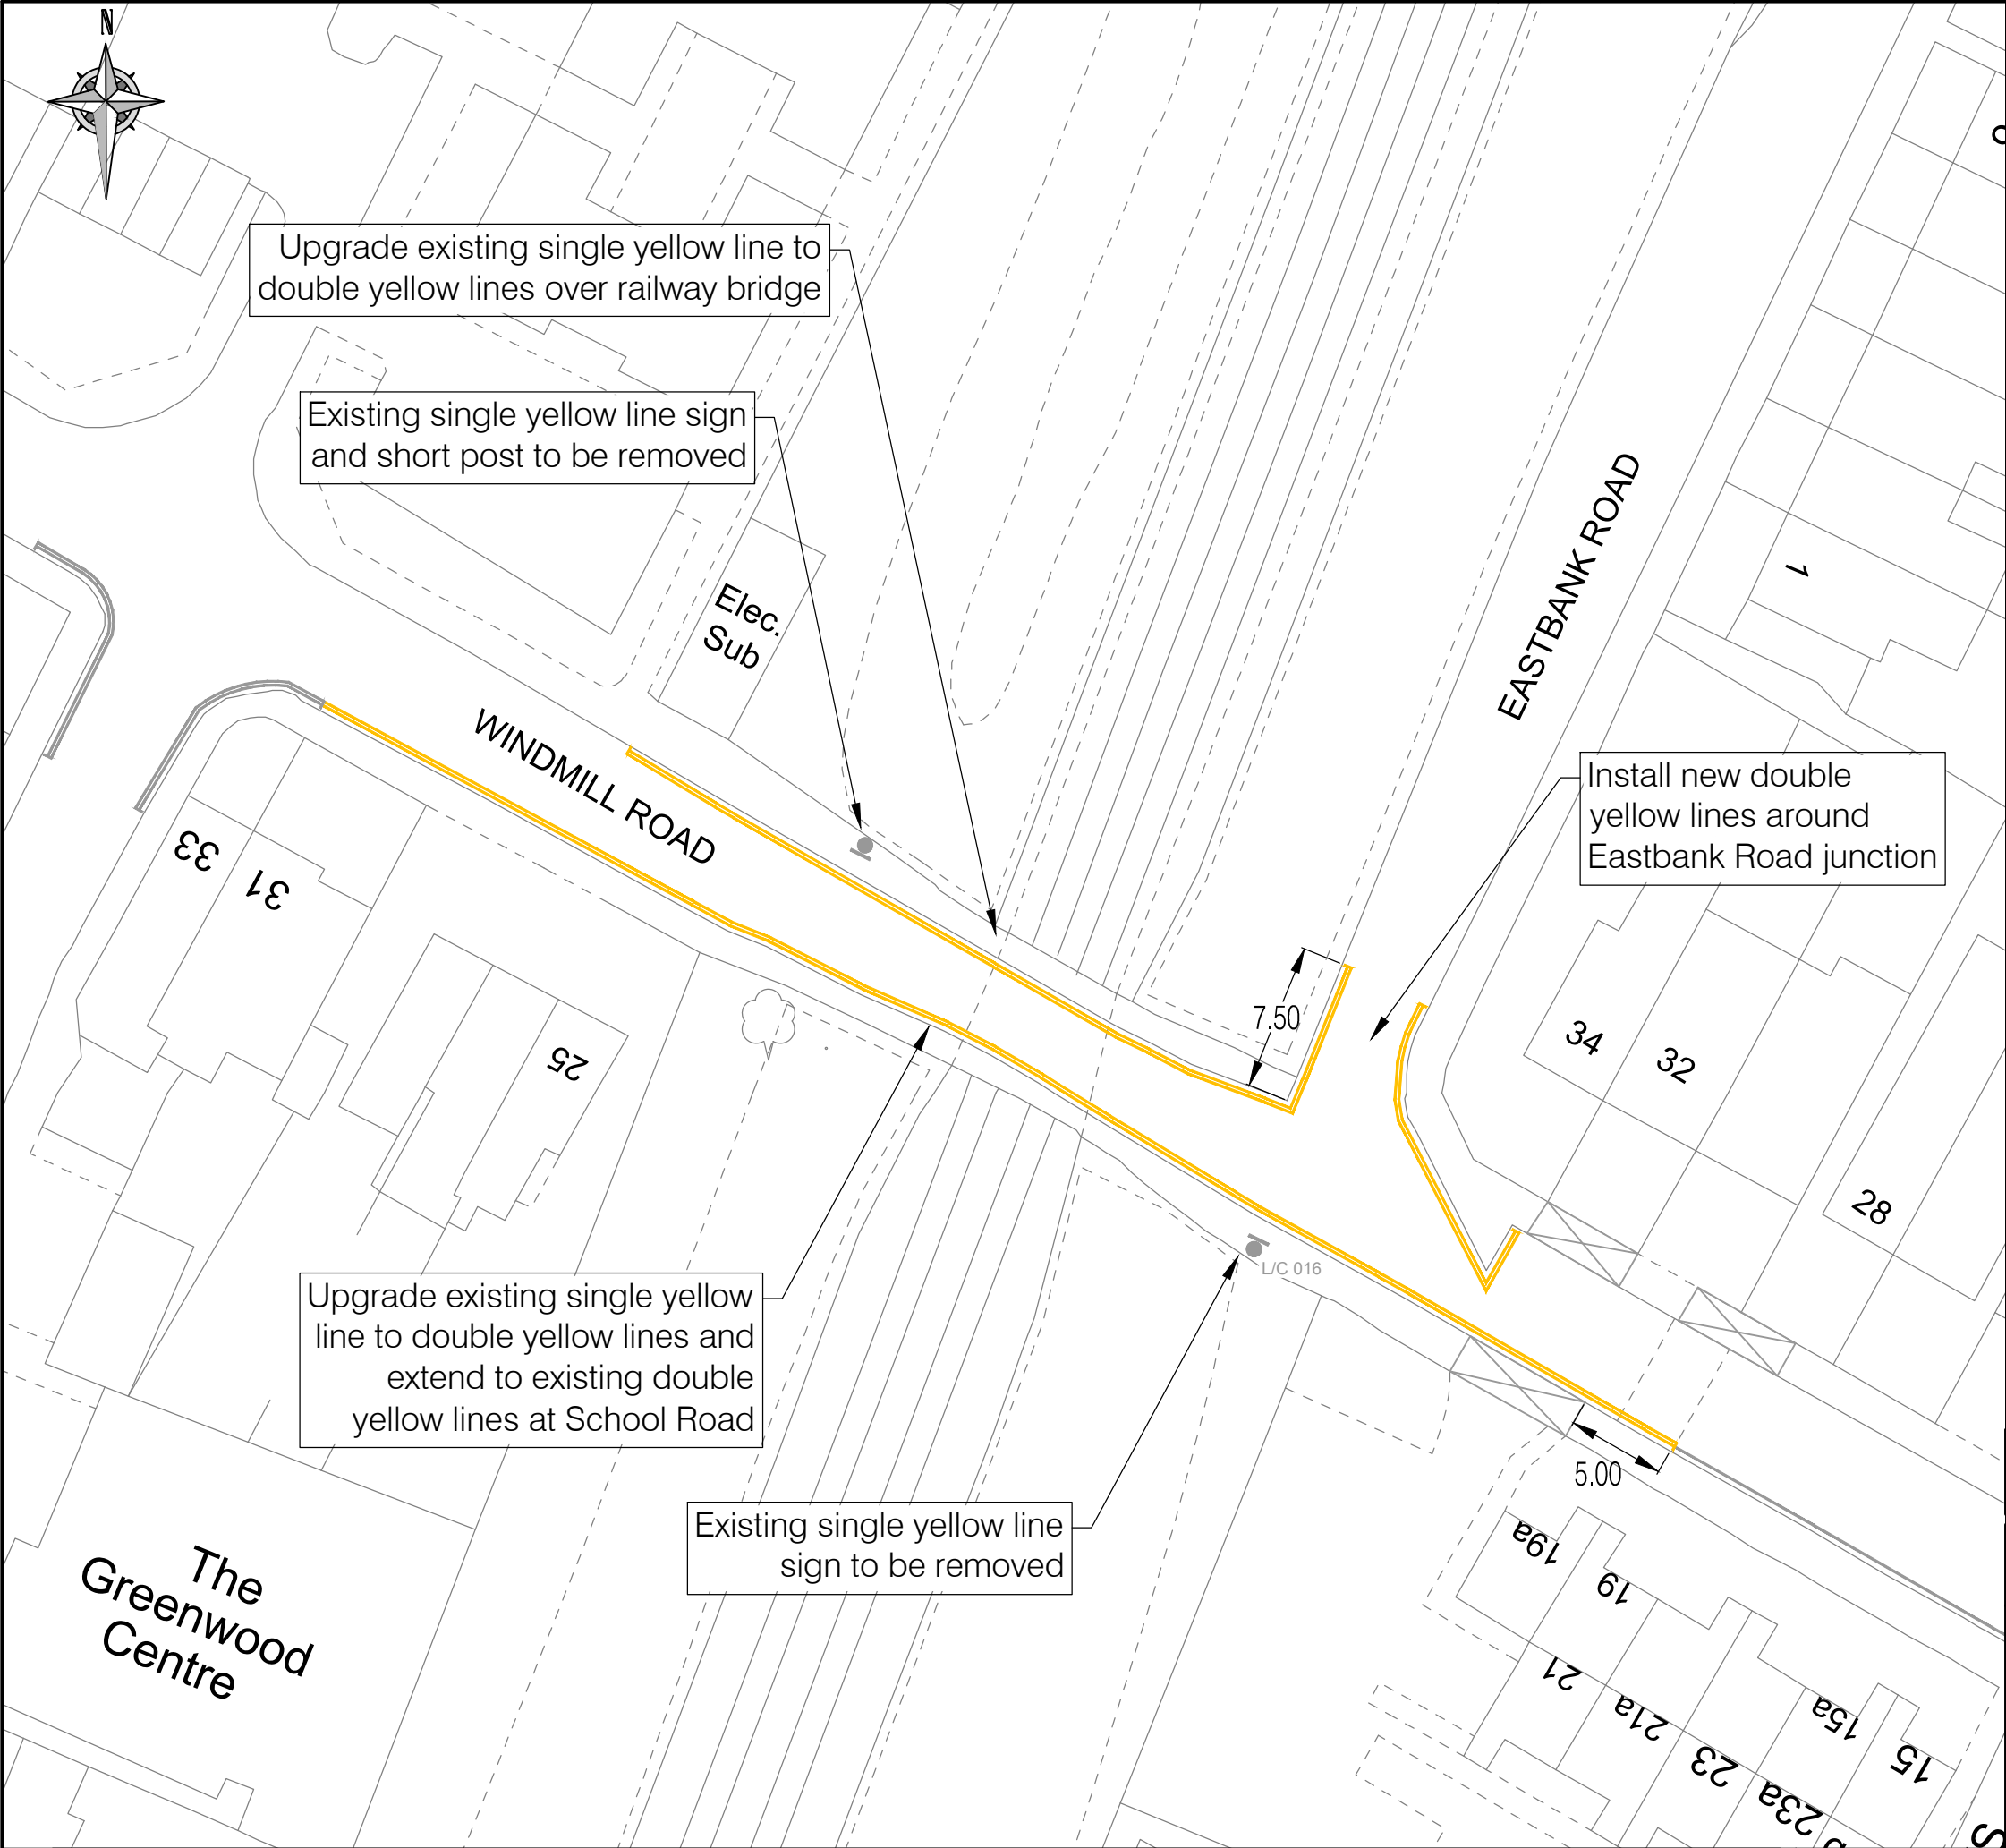 N
Upgrade existing single yellow line to
double yellow lines over railway bridge
Existing single yellow line sign
and short post to be removed
Elec.
Sub
EASTBANK ROAD
1
WINDMILL ROAD
Install new double
yellow lines around
Eastbank Road junction
33
31
25
7.50
34
32
28
L/C 016
Upgrade existing single yellow
line to double yellow lines and
extend to existing double
yellow lines at School Road
5.00
Existing single yellow line
sign to be removed
The
Greenwood
Centre
19a
19
21
21a
23
23a
15a
15